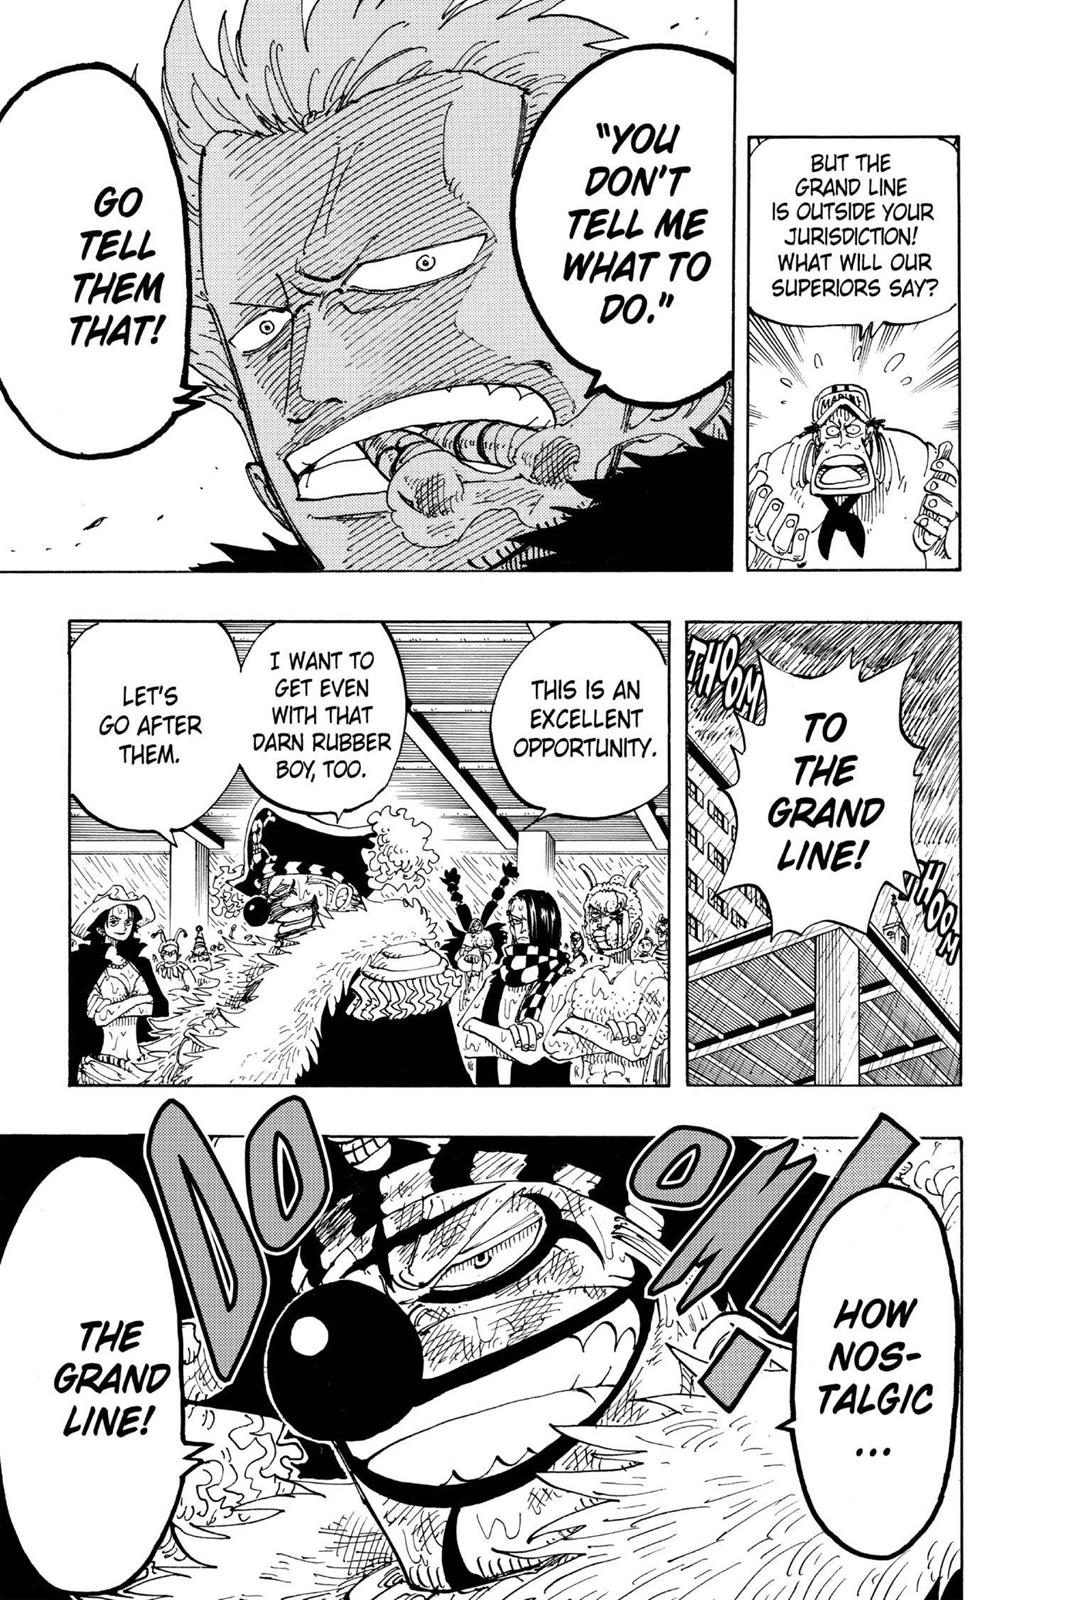 BUT THE
GRAND LINE
IS OUTSIDE YOUR
JURISDICTION!
WHAT WILL OUR
SUPERIORS SAY?
MARINE
"YOU
DON'T
TELL ME
WHAT TO
DO."
GO
TELL
THEM
THAT!
THOOM
TO
THE
GRAND
LINE!
THOOM
THIS IS AN
EXCELLENT
OPPORTUNITY.
I WANT TO
GET EVEN
WITH THAT
DARN RUBBER
BOY, TOO.
LET'S
GO AFTER
THEM.
DOOM!!
HOW
NOS-
TALGIC
...
THE
GRAND
LINE!